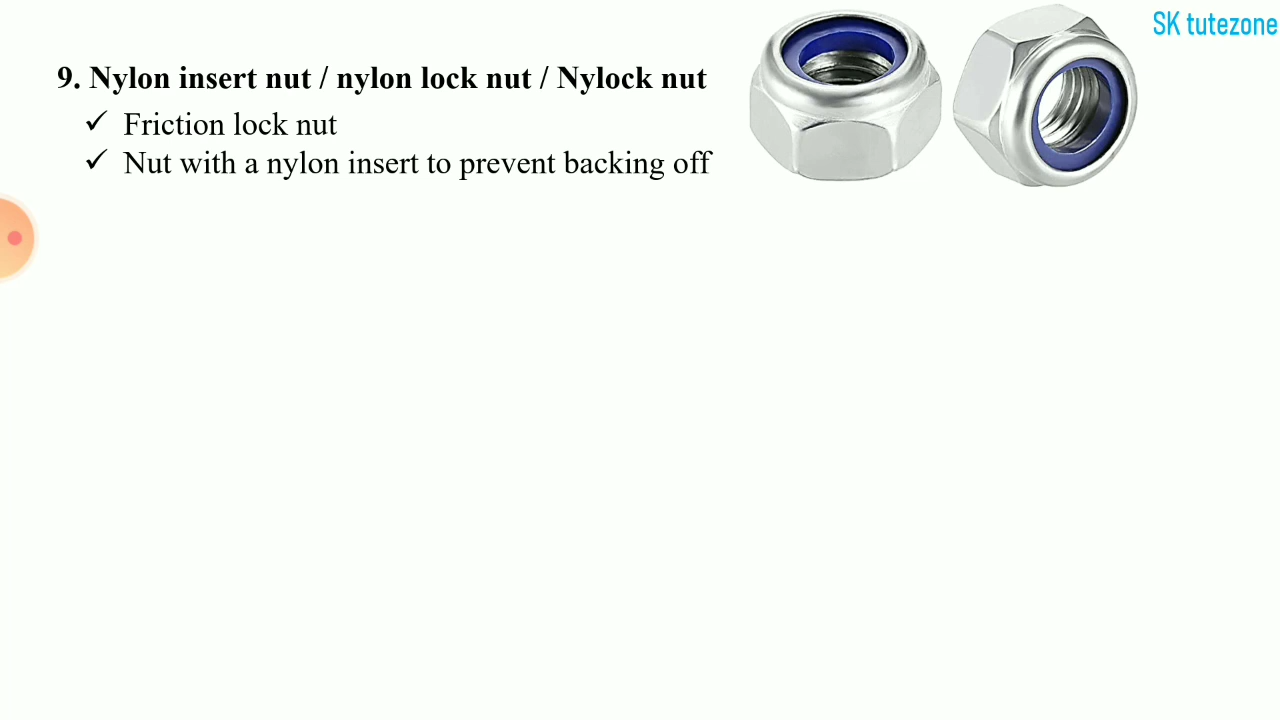 SK tutezone
9. Nylon insert nut / nylon lock nut / Nylock nut
✓ Friction lock nut
✓ Nut with a nylon insert to prevent backing off